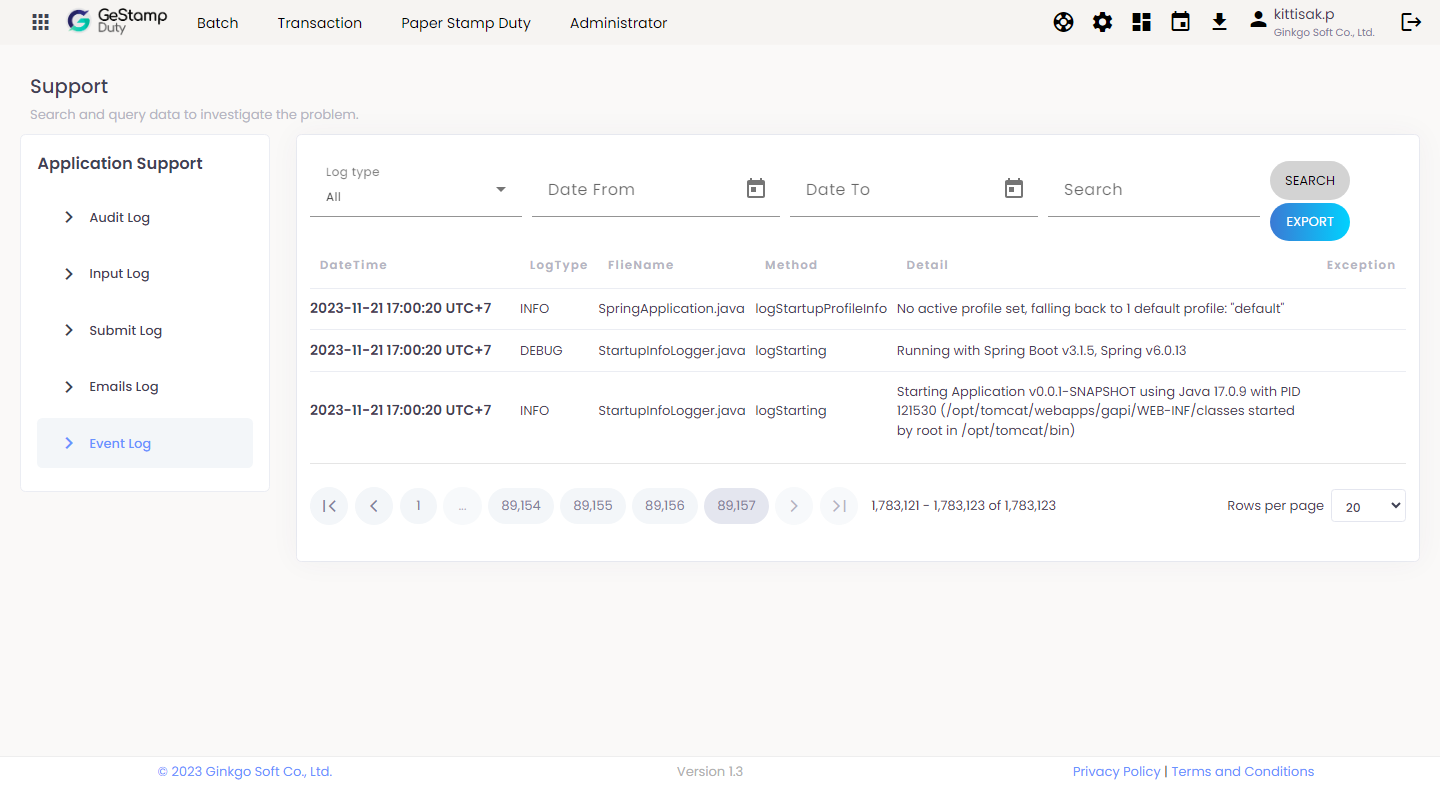 GeStamp
Duty
Batch
Transaction
Paper Stamp Duty
Administrator
kittisak.p
Ginkgo Soft Co., Ltd.
Support
Search and query data to investigate the problem.
Application Support
Audit Log
Input Log
Submit Log
Emails Log
Event Log
Log type
All
Date From
Date To
Search
SEARCH
EXPORT
DateTime LogType FlieName Method Detail Exception
2023-11-21 17:00:20 UTC+7 INFO SpringApplication.java logStartupProfileInfo No active profile set, falling back to 1 default profile: "default"
2023-11-21 17:00:20 UTC+7 DEBUG StartupInfoLogger.java logStarting Running with Spring Boot v3.1.5, Spring v6.0.13
2023-11-21 17:00:20 UTC+7 INFO StartupInfoLogger.java logStarting Starting Application v0.0.1-SNAPSHOT using Java 17.0.9 with PID
121530 (/opt/tomcat/webapps/gapi/WEB-INF/classes started
by root in /opt/tomcat/bin)
1 ... 89,154 89,155 89,156 89,157 1,783,121 - 1,783,123 of 1,783,123 Rows per page 20
© 2023 Ginkgo Soft Co., Ltd. Version 1.3 Privacy Policy | Terms and Conditions